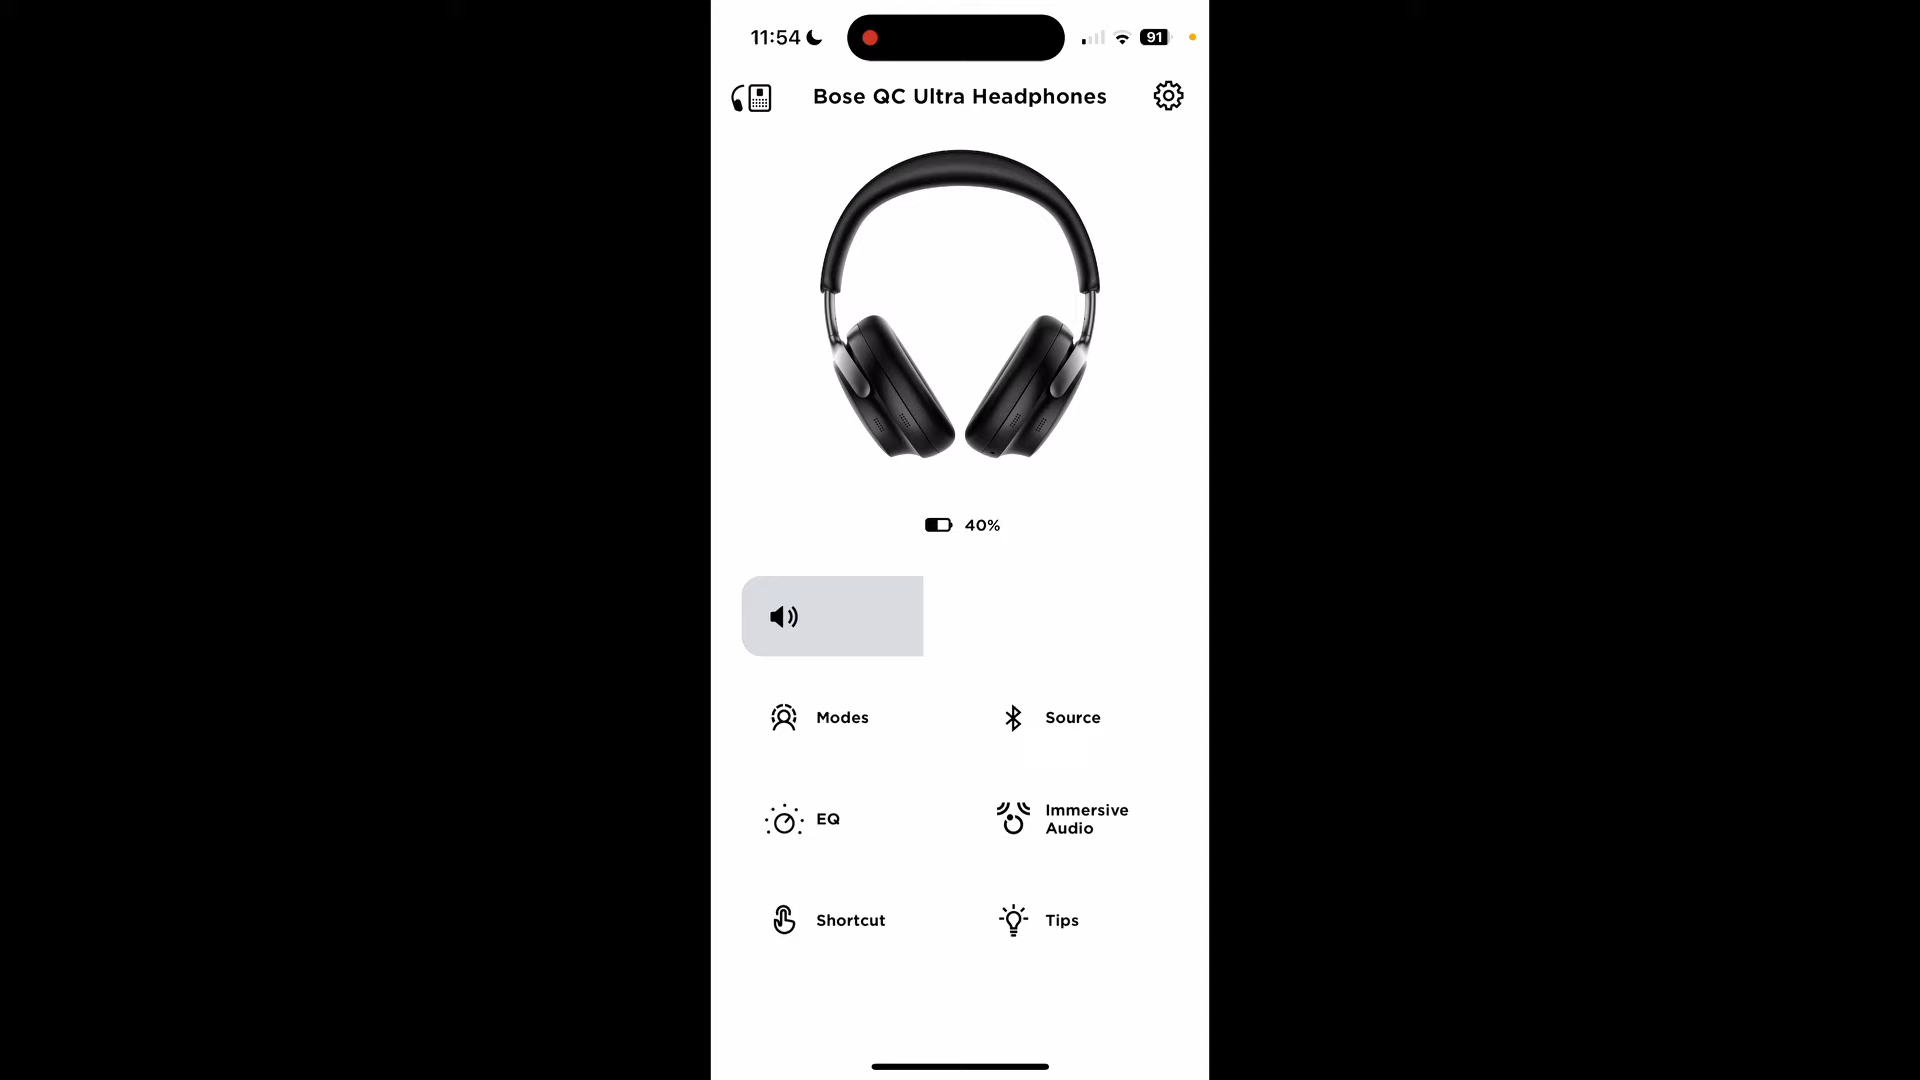 11:54
91
Bose QC Ultra Headphones
40%
Modes
Source
EQ
Immersive
Audio
Shortcut
Tips